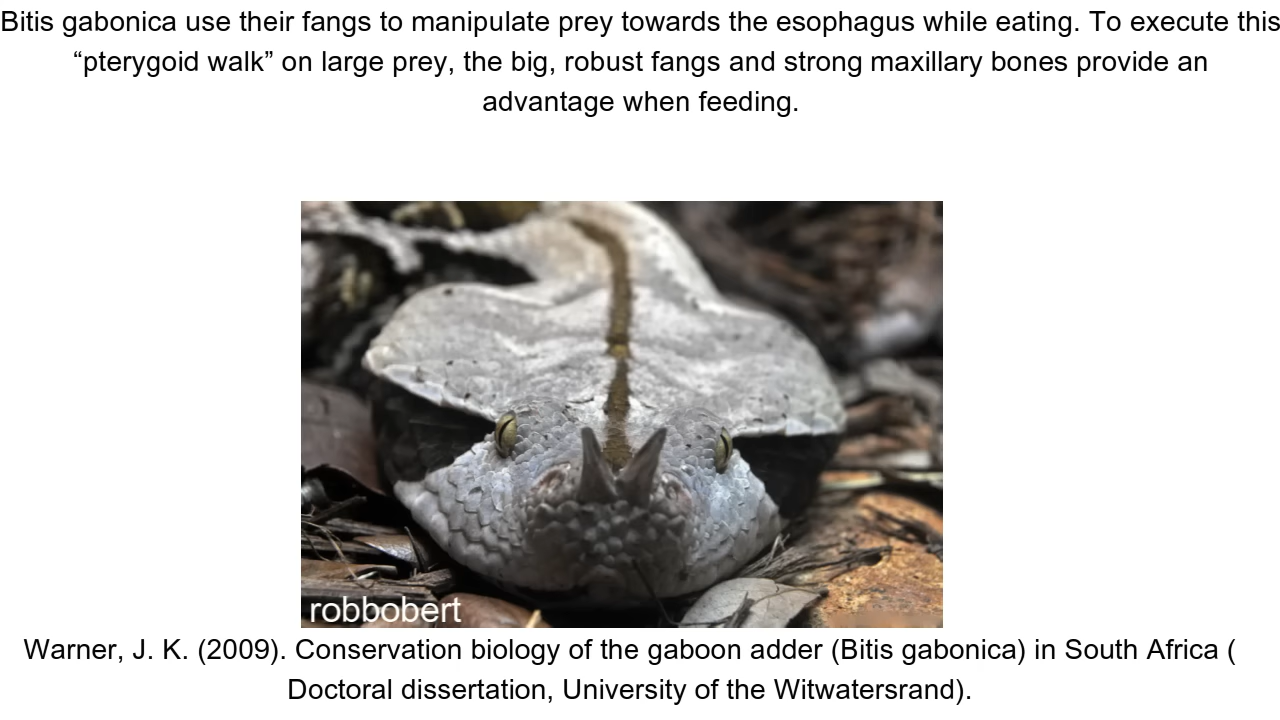 Bitis gabonica use their fangs to manipulate prey towards the esophagus while eating. To execute this
“pterygoid walk” on large prey, the big, robust fangs and strong maxillary bones provide an
advantage when feeding.
robbobert
Warner, J. K. (2009). Conservation biology of the gaboon adder (Bitis gabonica) in South Africa (
Doctoral dissertation, University of the Witwatersrand).